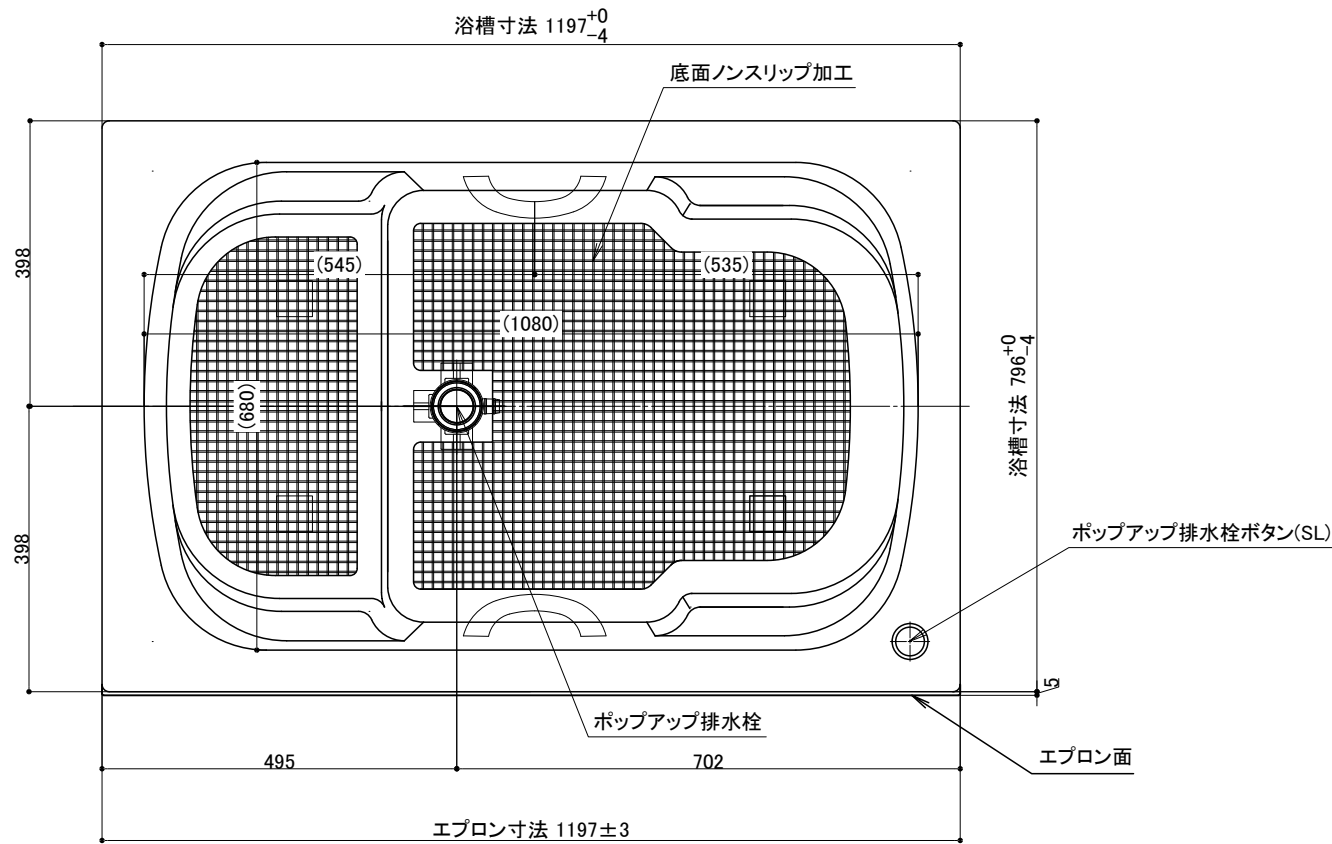 浴槽寸法 1197+0 -4
底面ノンスリップ加工
398
(545)
(535)
(1080)
(680)
浴槽寸法 796+0 -4
398
ポップアップ排水栓ボタン(SL)
5
ポップアップ排水栓
エプロン面
495
702
エプロン寸法 1197±3